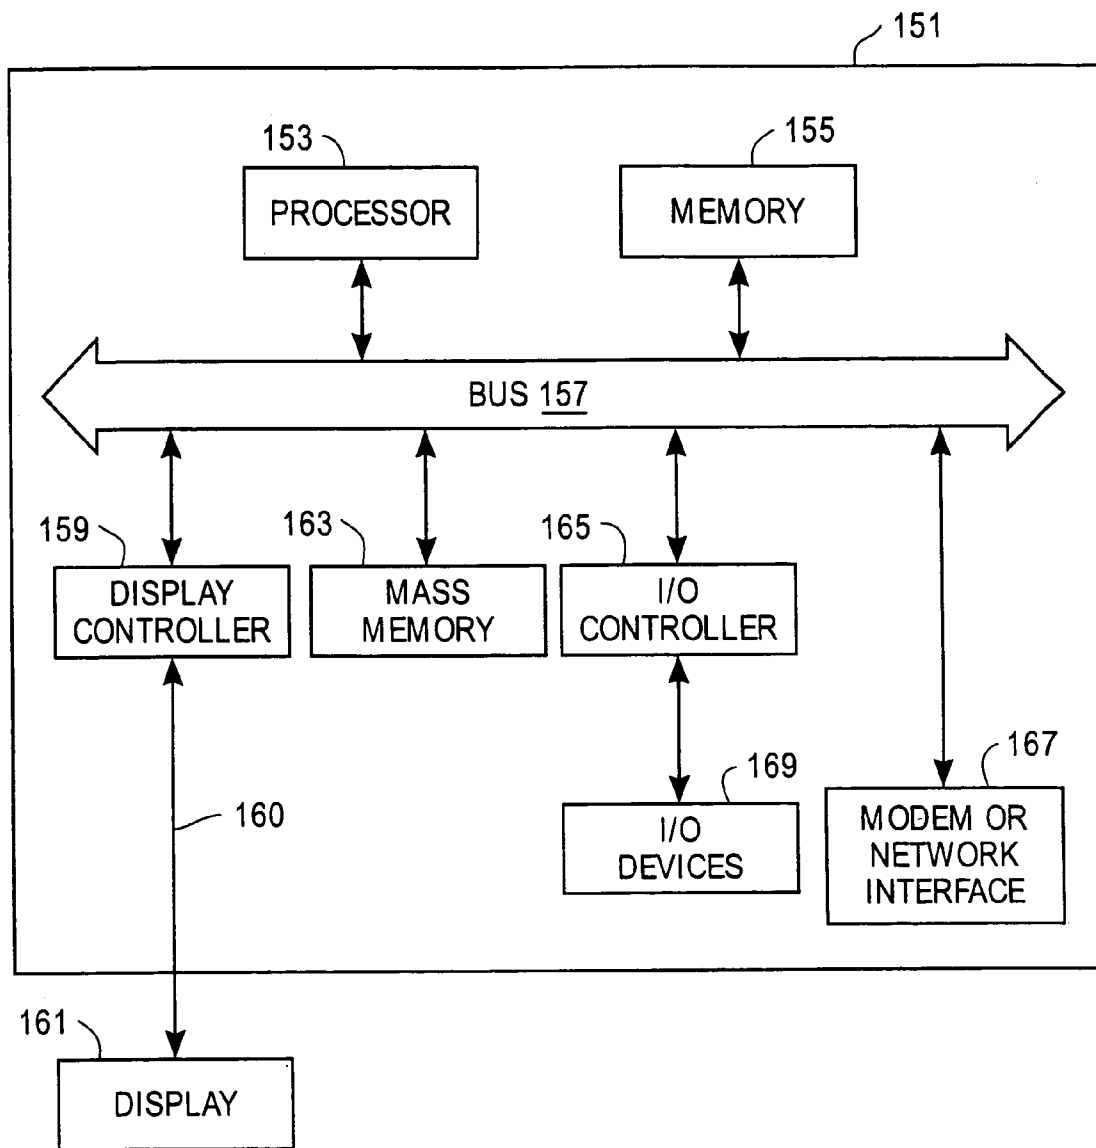 151
153
155
PROCESSOR
MEMORY
BUS 157
159
163
165
DISPLAY
CONTROLLER
MASS
MEMORY
I/O
CONTROLLER
169
167
160
I/O
DEVICES
MODEM OR
NETWORK
INTERFACE
161
DISPLAY